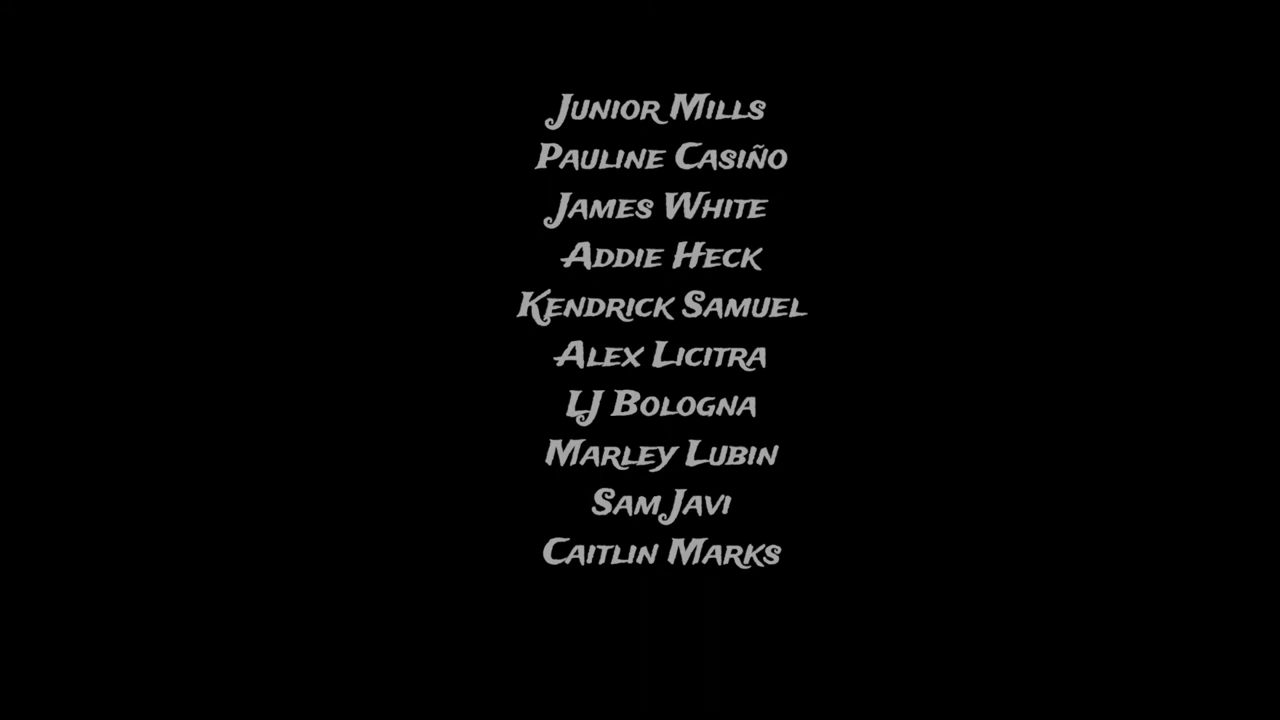 Junior Mills
Pauline Casiño
James White
Addie Heck
Kendrick Samuel
Alex Licitra
LJ Bologna
Marley Lubin
Sam Javi
Caitlin Marks